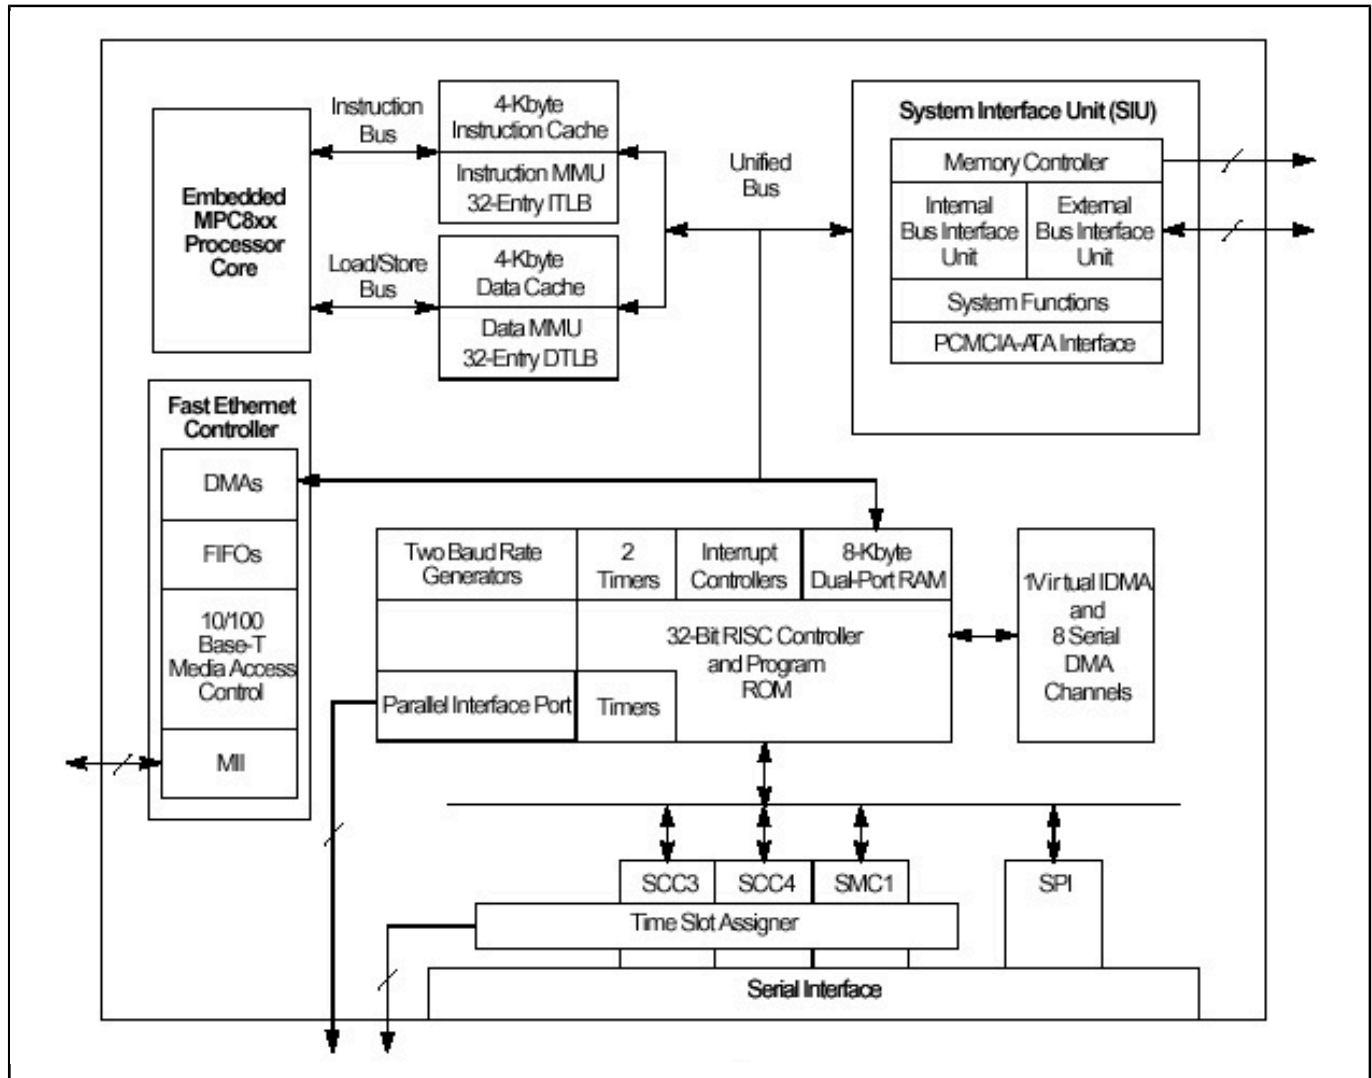 Instruction
Bus
4-Kbyte
Instruction Cache
Instruction MMU
32-Entry ITLB
Embedded
MPC8xx
Processor
Core
Load/Store
Bus
4-Kbyte
Data Cache
Data MMU
32-Entry DTLB
Unified
Bus
System Interface Unit (SIU)
Memory Controller
Internal
Bus Interface
Unit
External
Bus Interface
Unit
System Functions
PCMCIA-ATA Interface
Fast Ethernet
Controller
DMAs
FIFOs
10/100
Base-T
Media Access
Control
MII
Two Baud Rate
Generators
2
Timers
Interrupt
Controllers
8-Kbyte
Dual-Port RAM
32-Bit RISC Controller
and Program
ROM
Parallel Interface Port
Timers
1Virtual IDMA
and
8 Serial
DMA
Channels
SCC3
SCC4
SMC1
SPI
Time Slot Assigner
Serial Interface